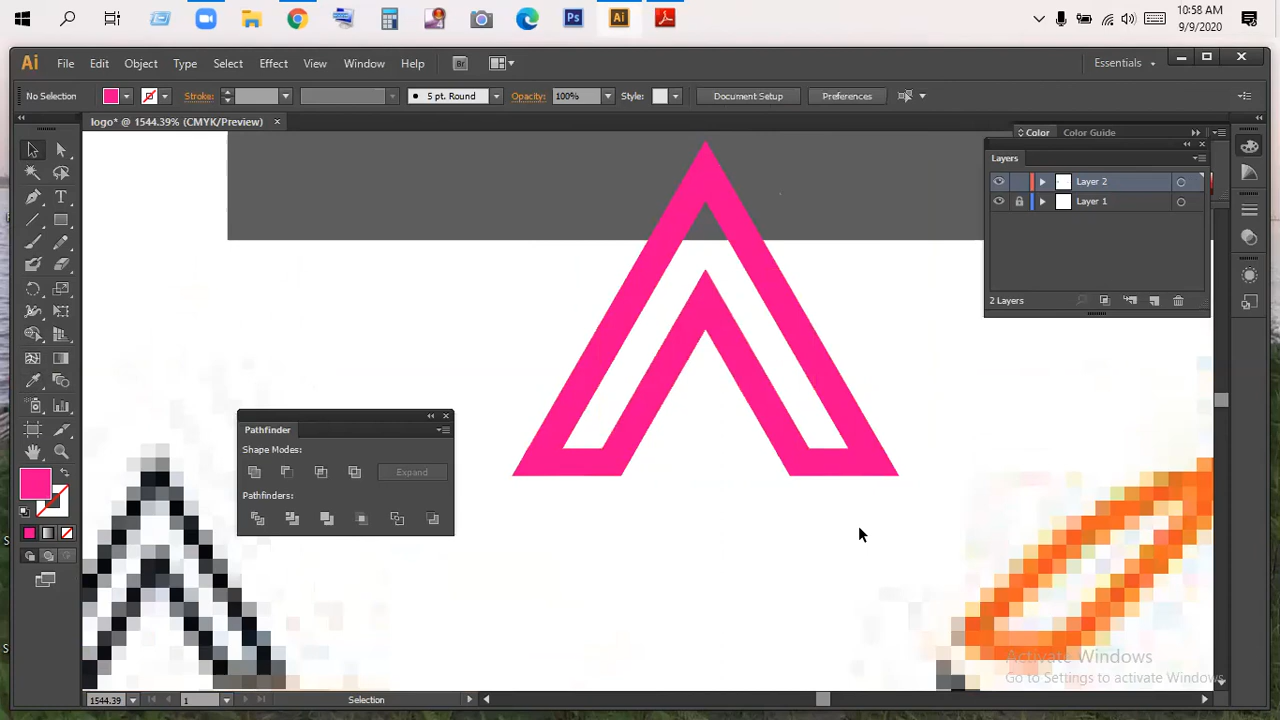 10:58 AM
9/9/2020
Ai File Edit Object Type Select Effect View Window Help Br Essentials
No Selection Stroke: 5 pt. Round Opacity: 100% Style: Document Setup Preferences
logo* @ 1544.39% (CMYK/Preview)
Color Color Guide
Layers
Layer 2
Layer 1
2 Layers
Pathfinder
Shape Modes:
Expand
Pathfinders:
Activate Windows
Go to Settings to activate Windows.
1544.39 1 Selection